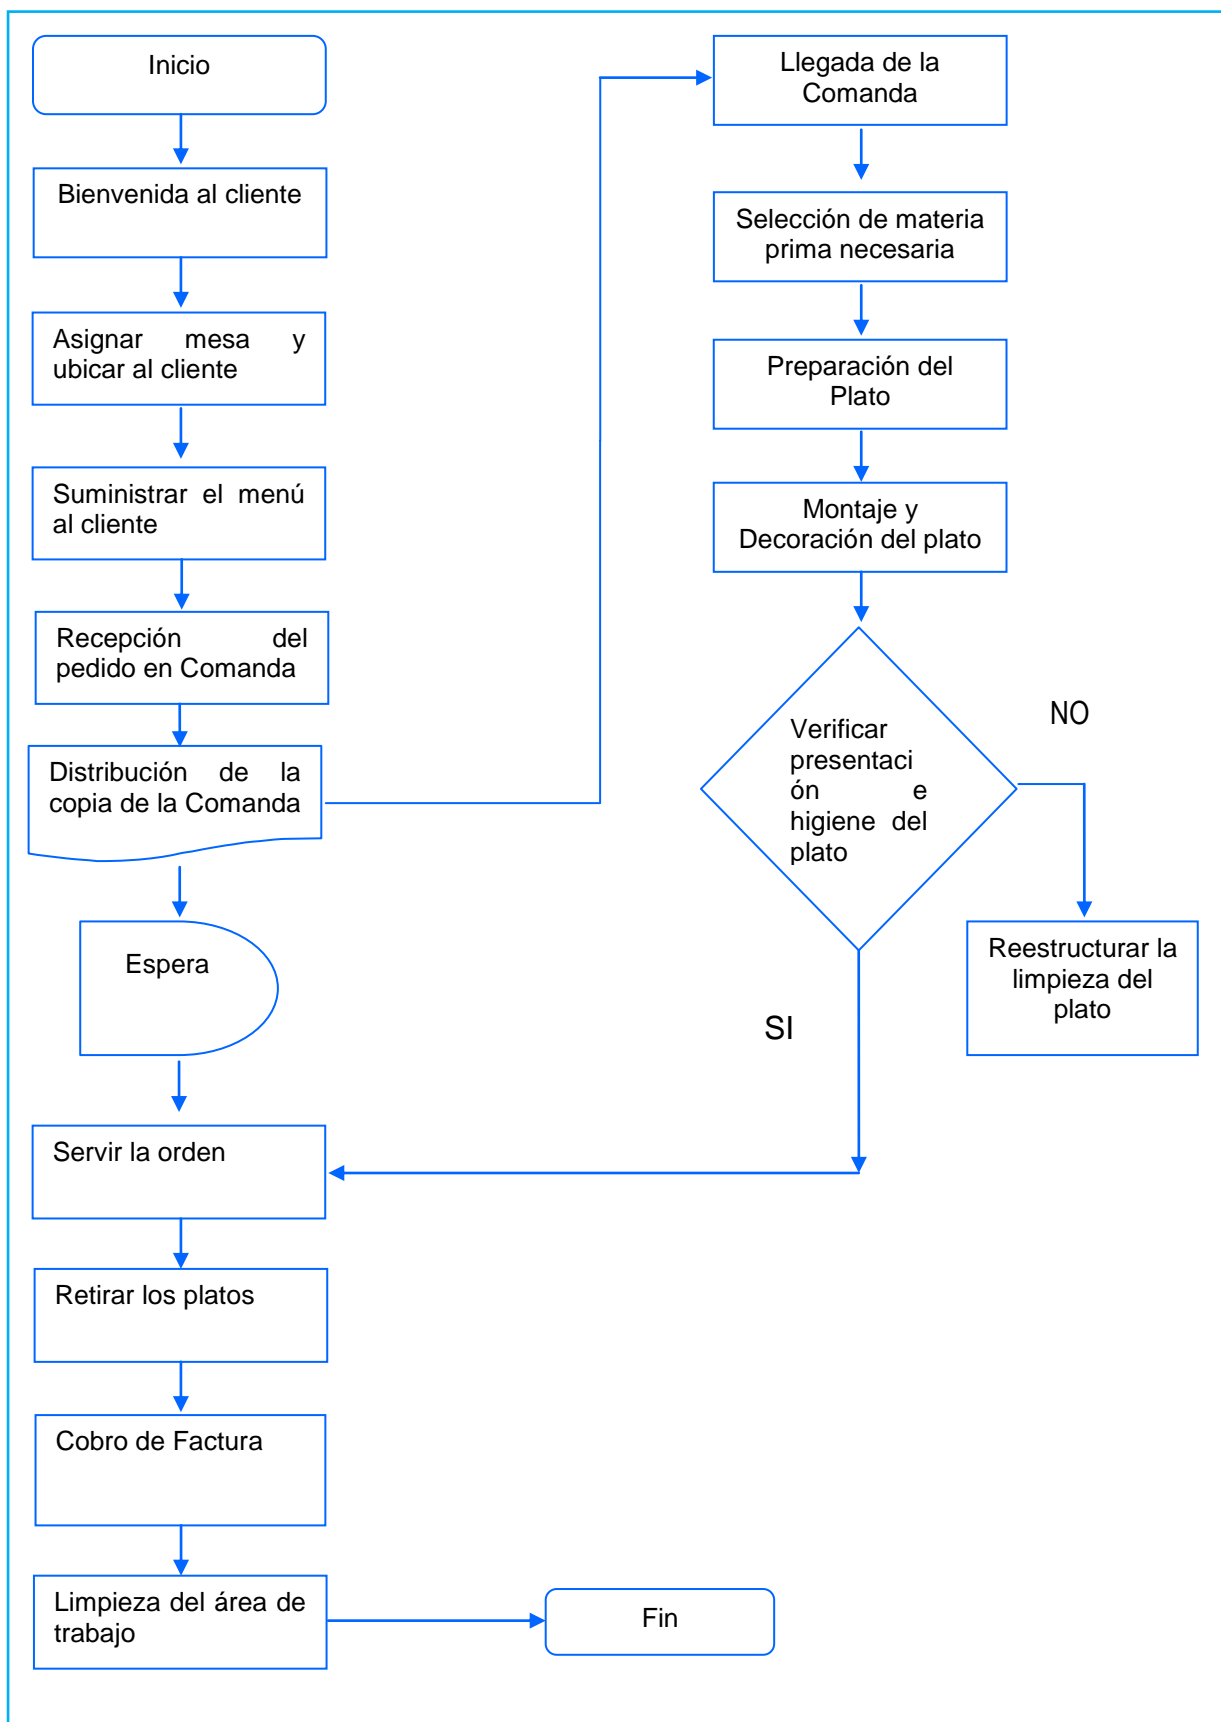 Inicio
Bienvenida al cliente
Asignar mesa y
ubicar al cliente
Suministrar el menú
al cliente
Recepción del
pedido en Comanda
Distribución de la
copia de la Comanda
Espera
Servir la orden
Retirar los platos
Cobro de Factura
Limpieza del área de
trabajo
Fin
Llegada de la
Comanda
Selección de materia
prima necesaria
Preparación del
Plato
Montaje y
Decoración del plato
Verificar
presentaci
ón e
higiene del
plato
NO
Reestructurar la
limpieza del
plato
SI